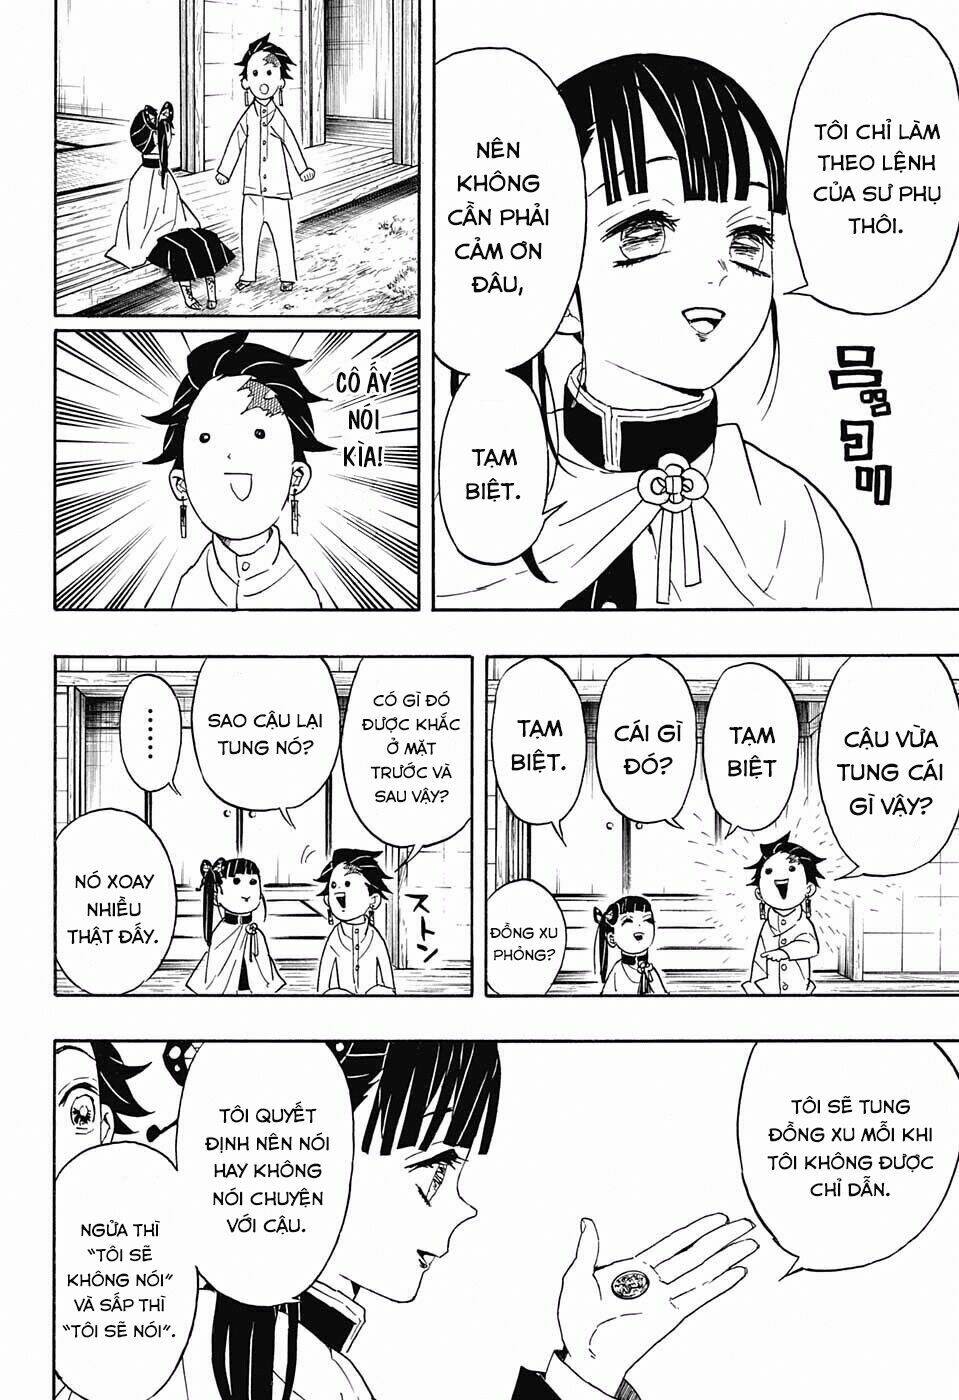 TÔI CHỈ LÀM
THEO LỆNH
CỦA SƯ PHỤ
THÔI.
NÊN
KHÔNG
CẦN PHẢI
CẢM ƠN
ĐÂU,
TẠM
BIỆT.
CÔ ẤY
NÓI
KÌA!
CẬU VỪA
TUNG CÁI
GÌ VẬY?
TẠM
BIỆT
CÁI GÌ
ĐÓ?
TẠM
BIỆT.
ĐỒNG XU
PHỎNG?
CÓ GÌ ĐÓ
ĐƯỢC KHẮC
Ở MẶT
TRƯỚC VÀ
SAU VẬY?
SAO CẬU LẠI
TUNG NÓ?
......
NÓ XOAY
NHIỀU
THẬT ĐẤY.
ストン
TÔI SẼ TUNG
ĐỒNG XU MỖI KHI
TÔI KHÔNG ĐƯỢC
CHỈ DẪN.
TÔI QUYẾT
ĐỊNH NÊN NÓI
HAY KHÔNG
NÓI CHUYỆN
VỚI CẬU.
NGỬA THÌ
"TÔI SẼ
KHÔNG NÓI"
VÀ SẤP THÌ
"TÔI SẼ NÓI".